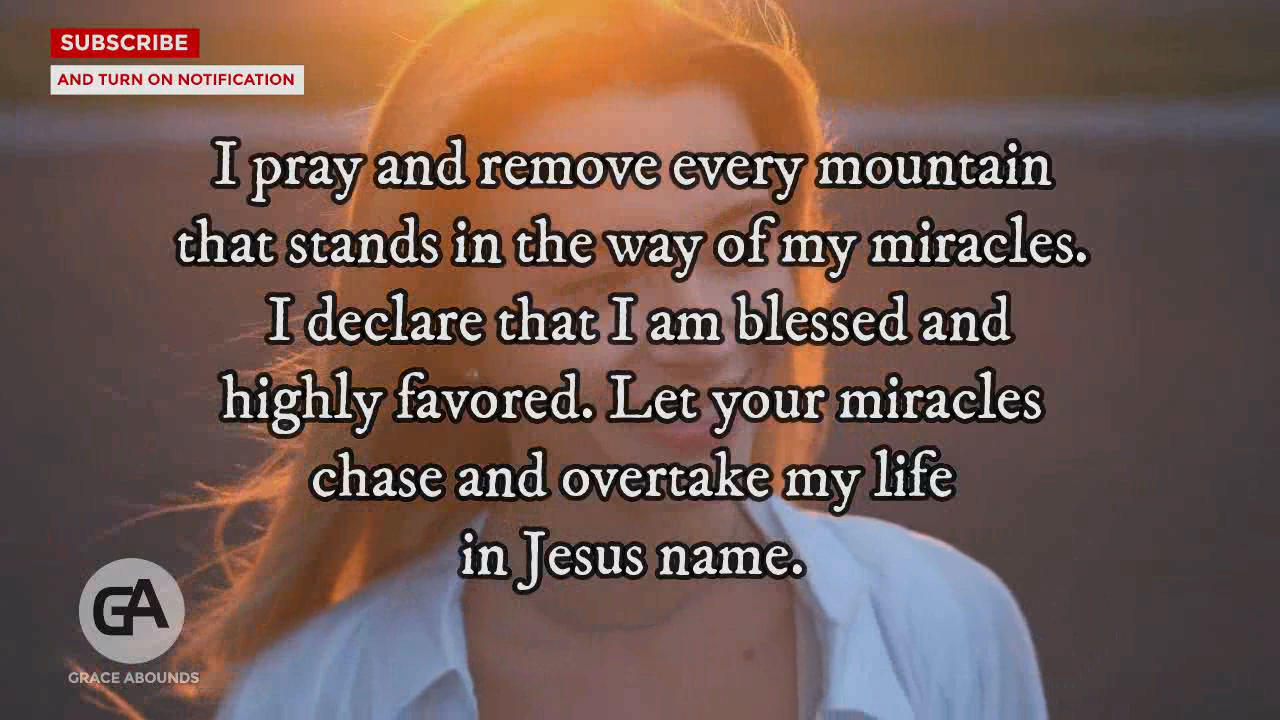 SUBSCRIBE
AND TURN ON NOTIFICATION
I pray and remove every mountain
that stands in the way of my miracles.
I declare that I am blessed and
highly favored. Let your miracles
chase and overtake my life
in Jesus name.
GA
GRACE ABOUNDS